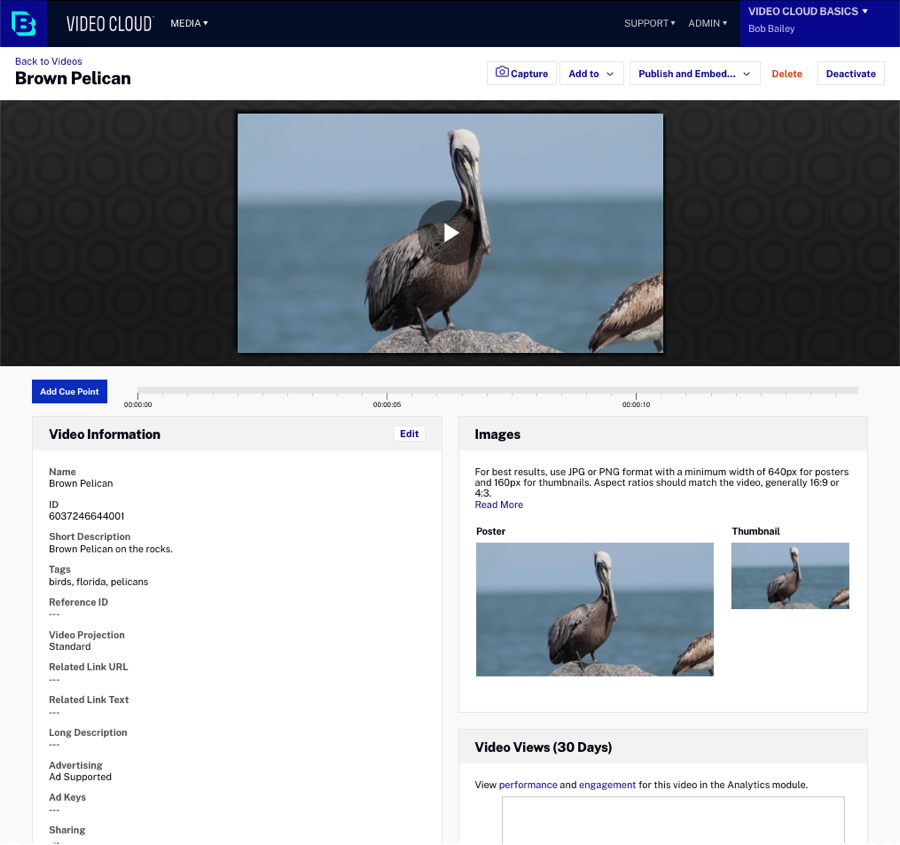 VIDEO CLOUD
MEDIA
SUPPORT
ADMIN
VIDEO CLOUD BASICS
Bob Bailey
Back to Videos
Brown Pelican
Capture
Add to
Publish and Embed...
Delete
Deactivate
Add Cue Point
00:00:00
00:00:05
00:00:10
Video Information
Edit
Name
Brown Pelican
ID
6037246644001
Short Description
Brown Pelican on the rocks.
Tags
birds, florida, pelicans
Reference ID
---
Video Projection
Standard
Related Link URL
---
Related Link Text
---
Long Description
---
Advertising
Ad Supported
Ad Keys
---
Sharing
Images
For best results, use JPG or PNG format with a minimum width of 640px for posters
and 160px for thumbnails. Aspect ratios should match the video, generally 16:9 or
4:3.
Read More
Poster
Thumbnail
Video Views (30 Days)
View performance and engagement for this video in the Analytics module.